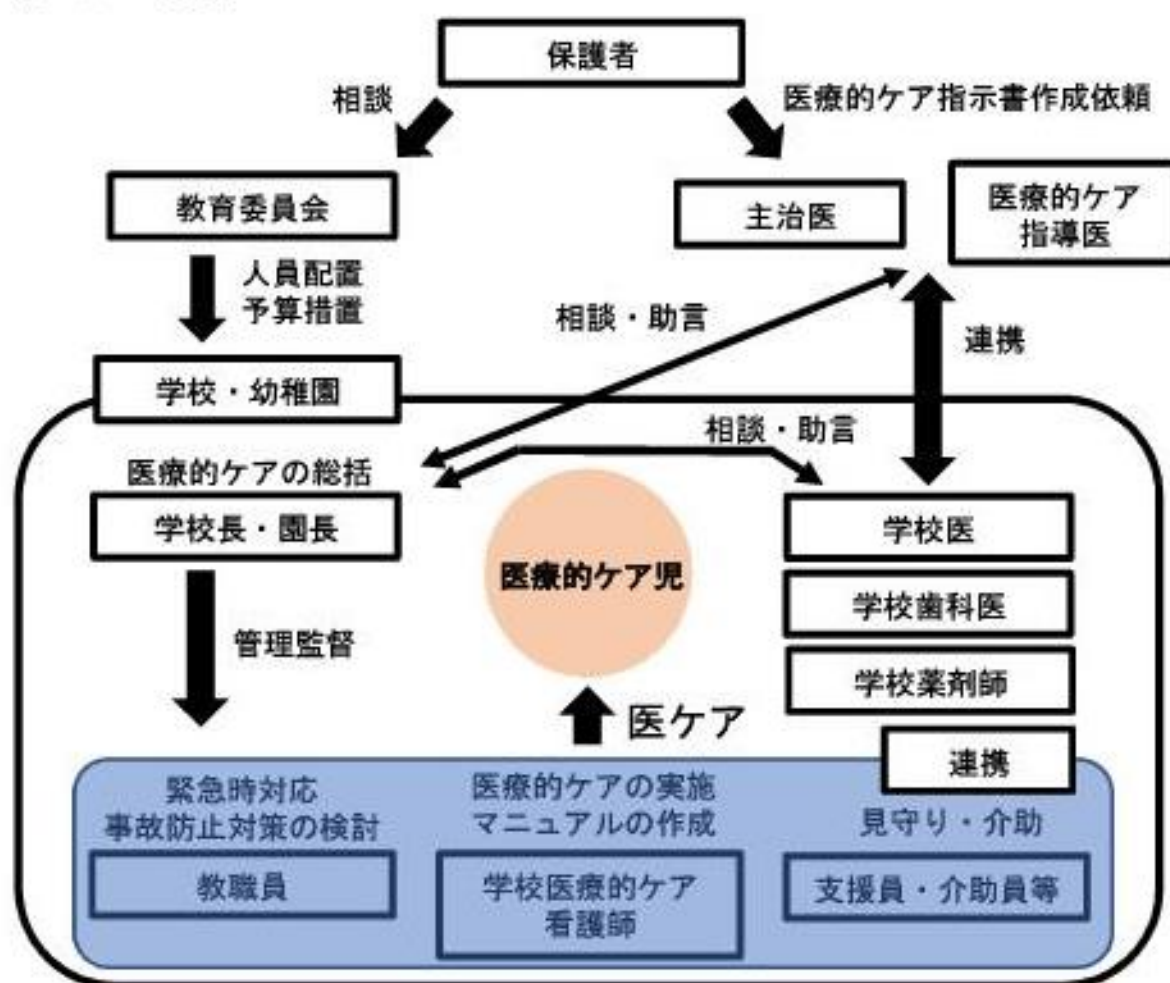 保護者
相談
医療的ケア指示書作成依頼
教育委員会
主治医
医療的ケア
指導医
人員配置
予算措置
相談・助言
連携
学校・幼稚園
相談・助言
医療的ケアの総括
学校長・園長
学校医
医療的ケア児
学校歯科医
管理監督
学校薬剤師
医ケア
連携
緊急時対応
事故防止対策の検討
教職員
医療的ケアの実施
マニュアルの作成
学校医療的ケア
看護師
見守り・介助
支援員・介助員等